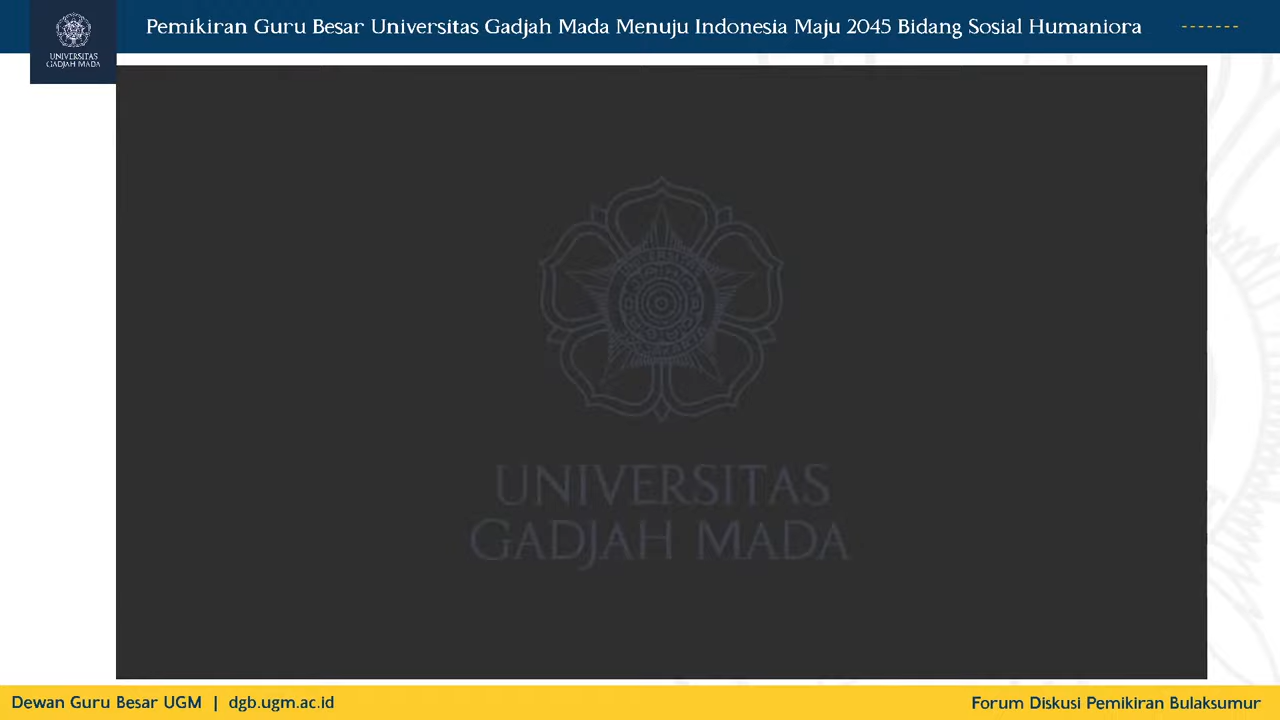 Pemikiran Guru Besar Universitas Gadjah Mada Menuju Indonesia Maju 2045 Bidang Sosial Humaniora
UNIVERSITAS
GADJAH MADA
UNIVERSITAS
GADJAH MADA
Dewan Guru Besar UGM | dgb.ugm.ac.id
Forum Diskusi Pemikiran Bulaksumur